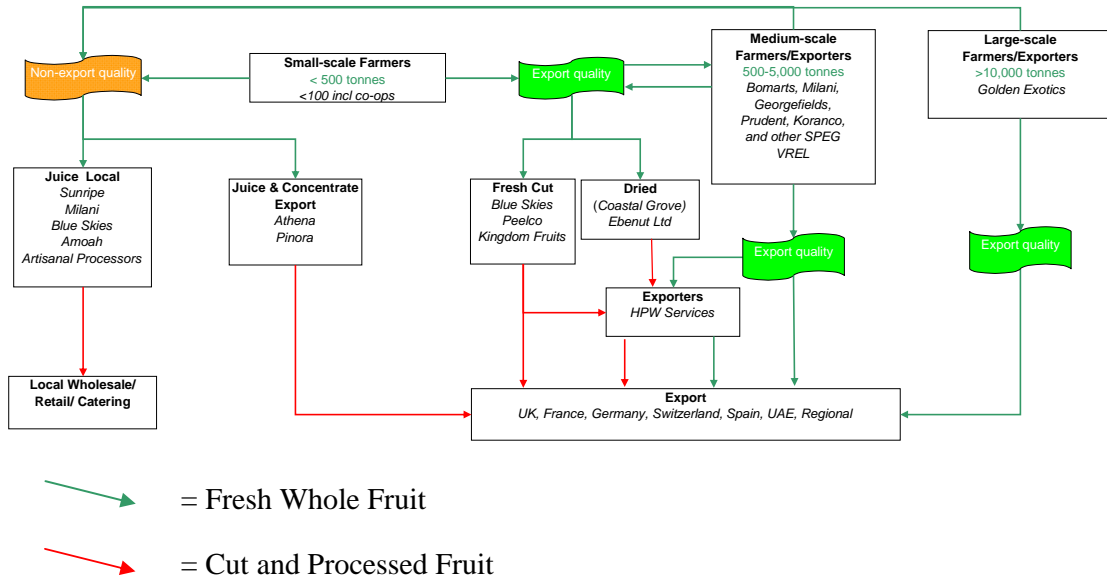 Non-export quality
Small-scale Farmers
< 500 tonnes
<100 incl co-ops
Export quality
Medium-scale
Farmers/Exporters
500-5,000 tonnes
Bomarts, Milani,
Georgefields,
Prudent, Koranco,
and other SPEG
VREL
Large-scale
Farmers/Exporters
>10,000 tonnes
Golden Exotics
Juice Local
Sunripe
Milani
Blue Skies
Amoah
Artisanal Processors
Juice & Concentrate
Export
Athena
Pinora
Fresh Cut
Blue Skies
Peelco
Kingdom Fruits
Dried
(Coastal Grove)
Ebenut Ltd
Export quality
Export quality
Exporters
HPW Services
Local Wholesale/
Retail/ Catering
Export
UK, France, Germany, Switzerland, Spain, UAE, Regional
= Fresh Whole Fruit
= Cut and Processed Fruit